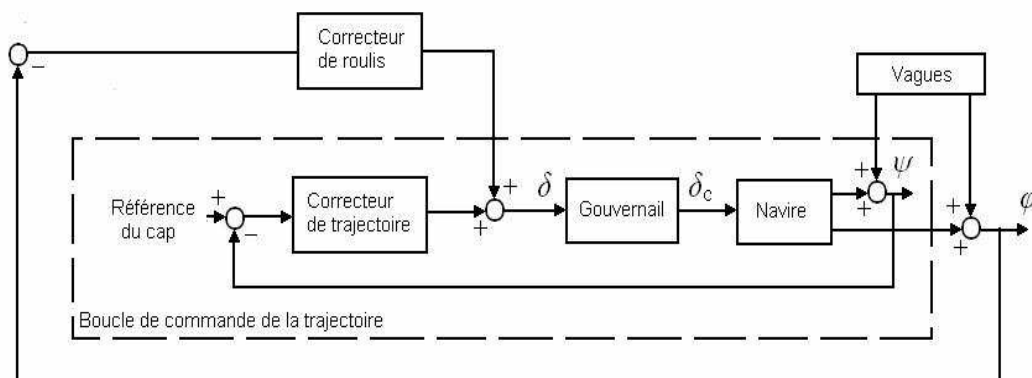 Correcteur
de roulis
−
Vagues
+
+
+
ψ
+
δ
δc
+
+
φ
Référence
du cap
+
−
Correcteur
de trajectoire
+
Gouvernail
Navire
+
Boucle de commande de la trajectoire